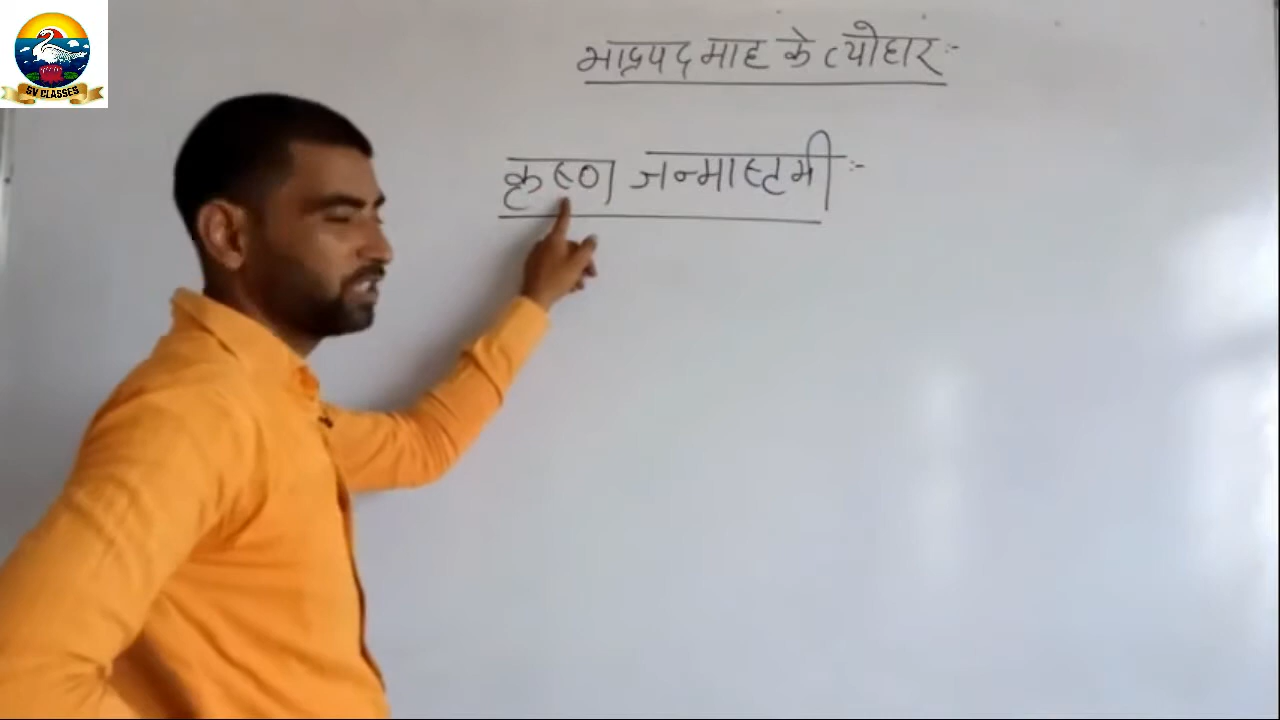 SV CLASSES
भाद्रपद माह के त्योहार :-
कृष्ण जन्मास्टमी :-